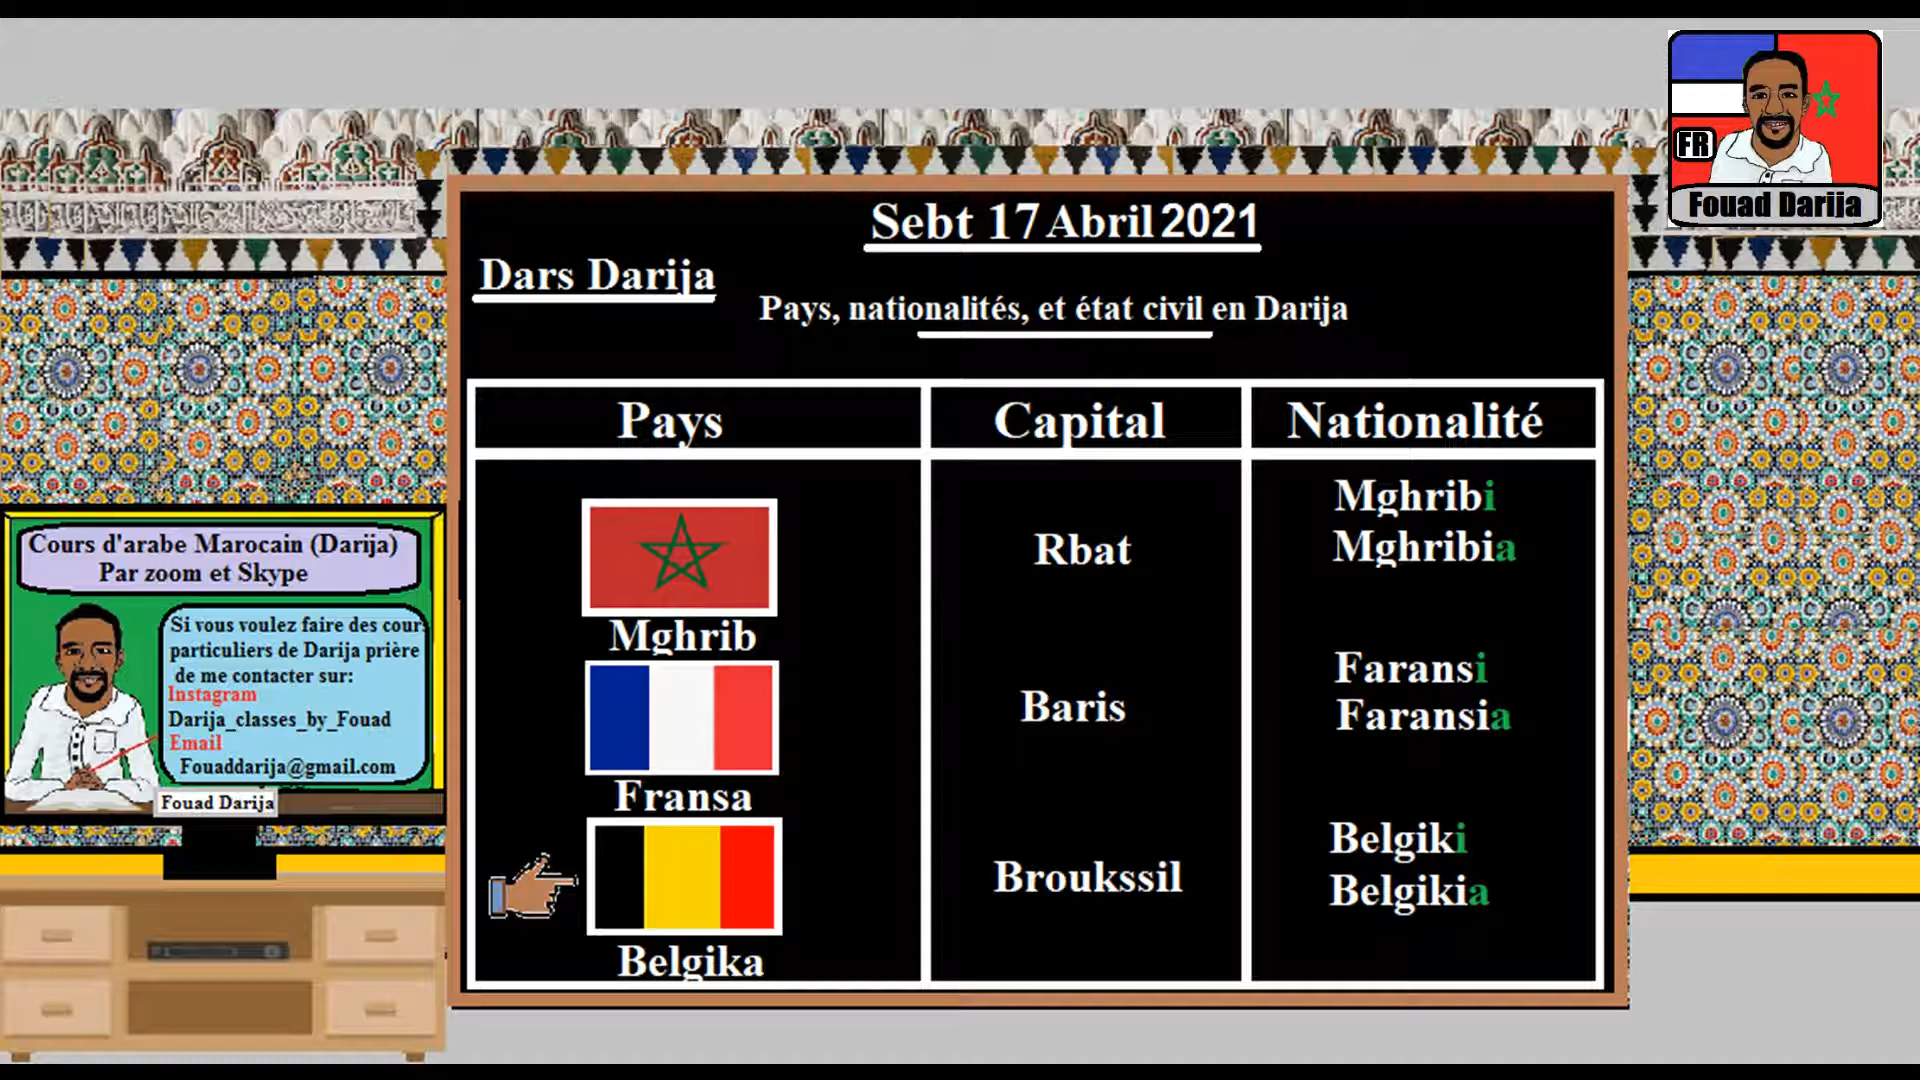 FR
Fouad Darija
Sebt 17 Abril 2021
Dars Darija
Pays, nationalités, et état civil en Darija
Pays Capital Nationalité
Mghrib Rbat Mghribi
Mghribia
Fransa Baris Faransi
Faransia
Belgika Broukssil Belgiki
Belgikia
Cours d'arabe Marocain (Darija)
Par zoom et Skype
Si vous voulez faire des cours
particuliers de Darija prière
de me contacter sur:
Instagram
Darija_classes_by_Fouad
Email
Fouaddarija@gmail.com
Fouad Darija